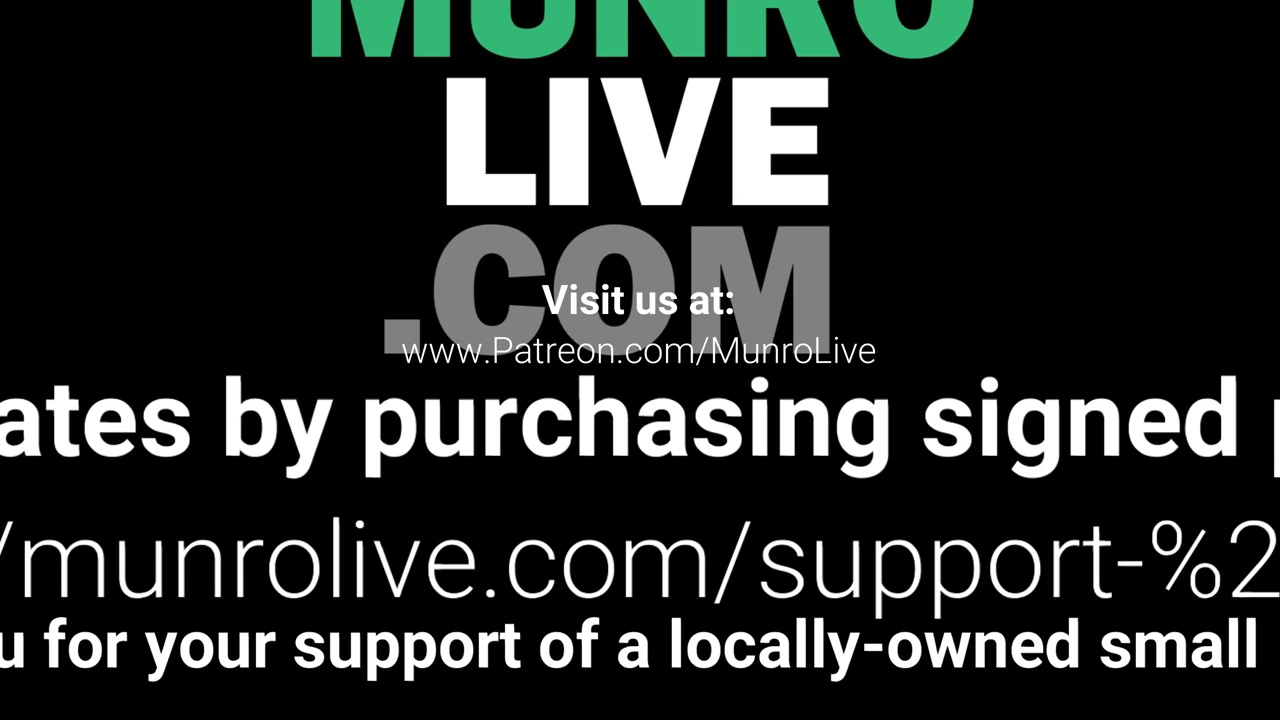 MUNRO
LIVE
.COM
Visit us at:
www.Patreon.com/MunroLive
ates by purchasing signed
/munrolive.com/support-%2
u for your support of a locally-owned small